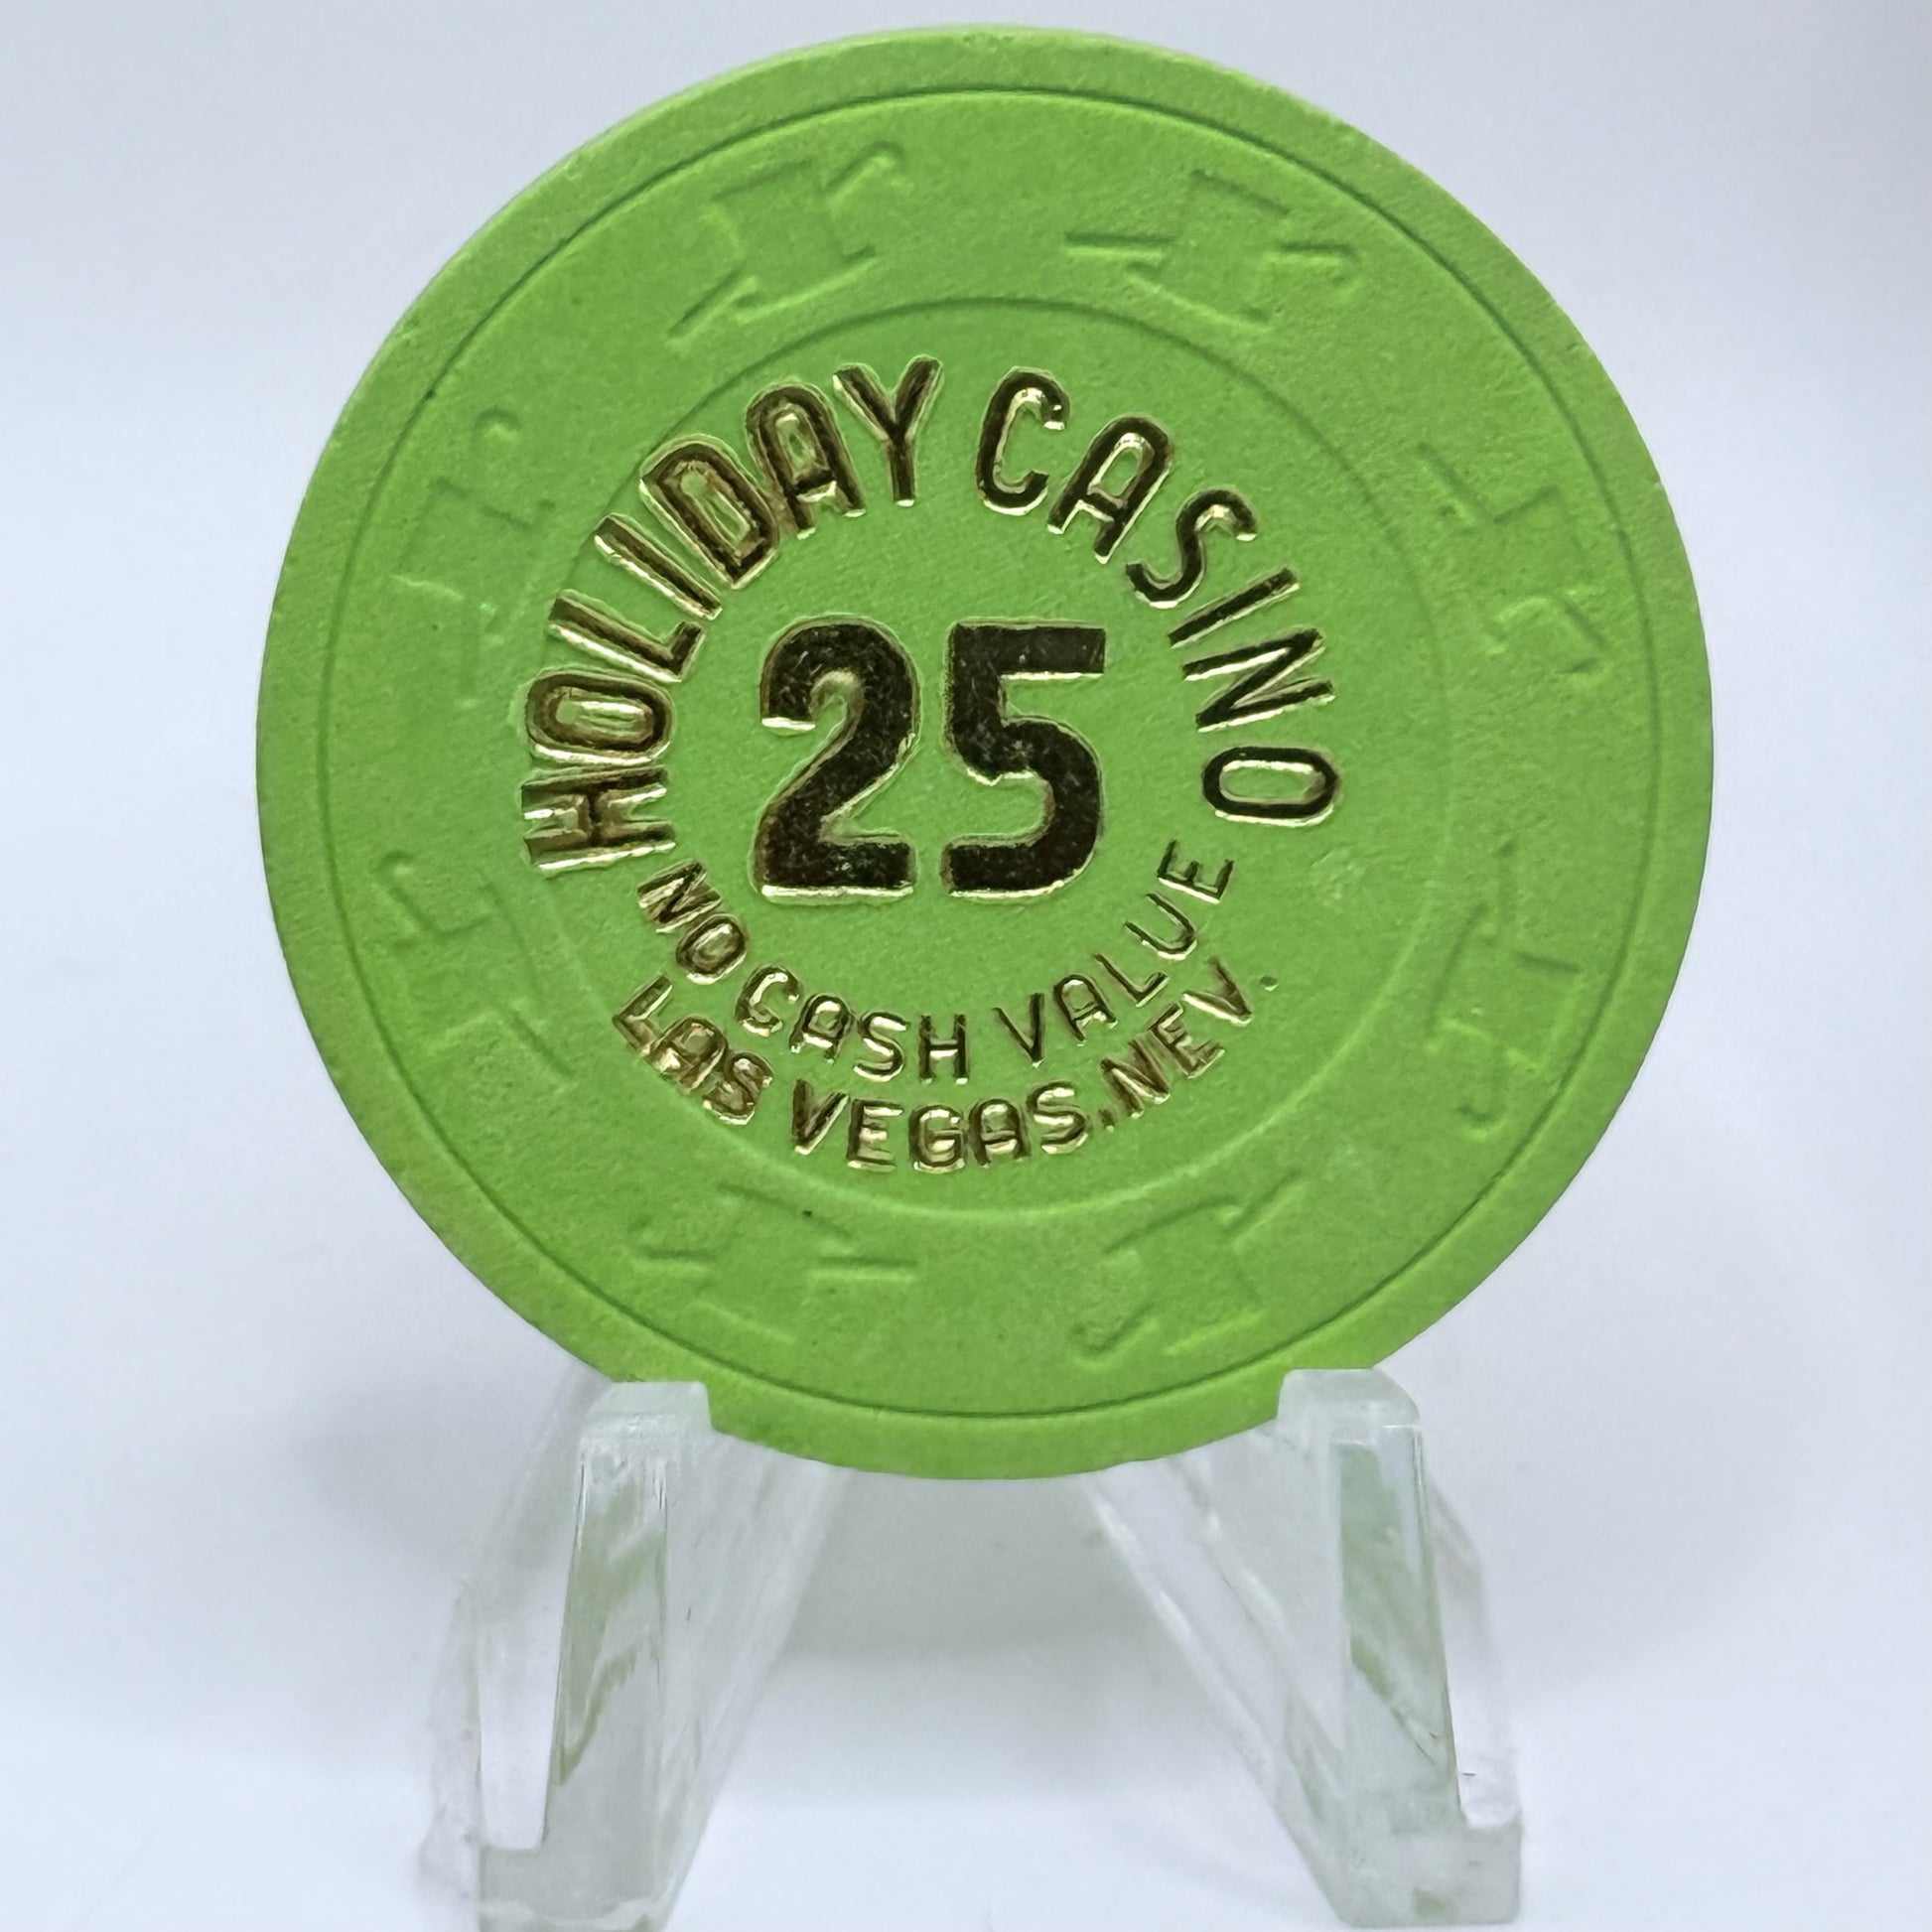 HOLIDAY CASINO
25
NO CASH VALUE
LAS VEGAS.NEV.